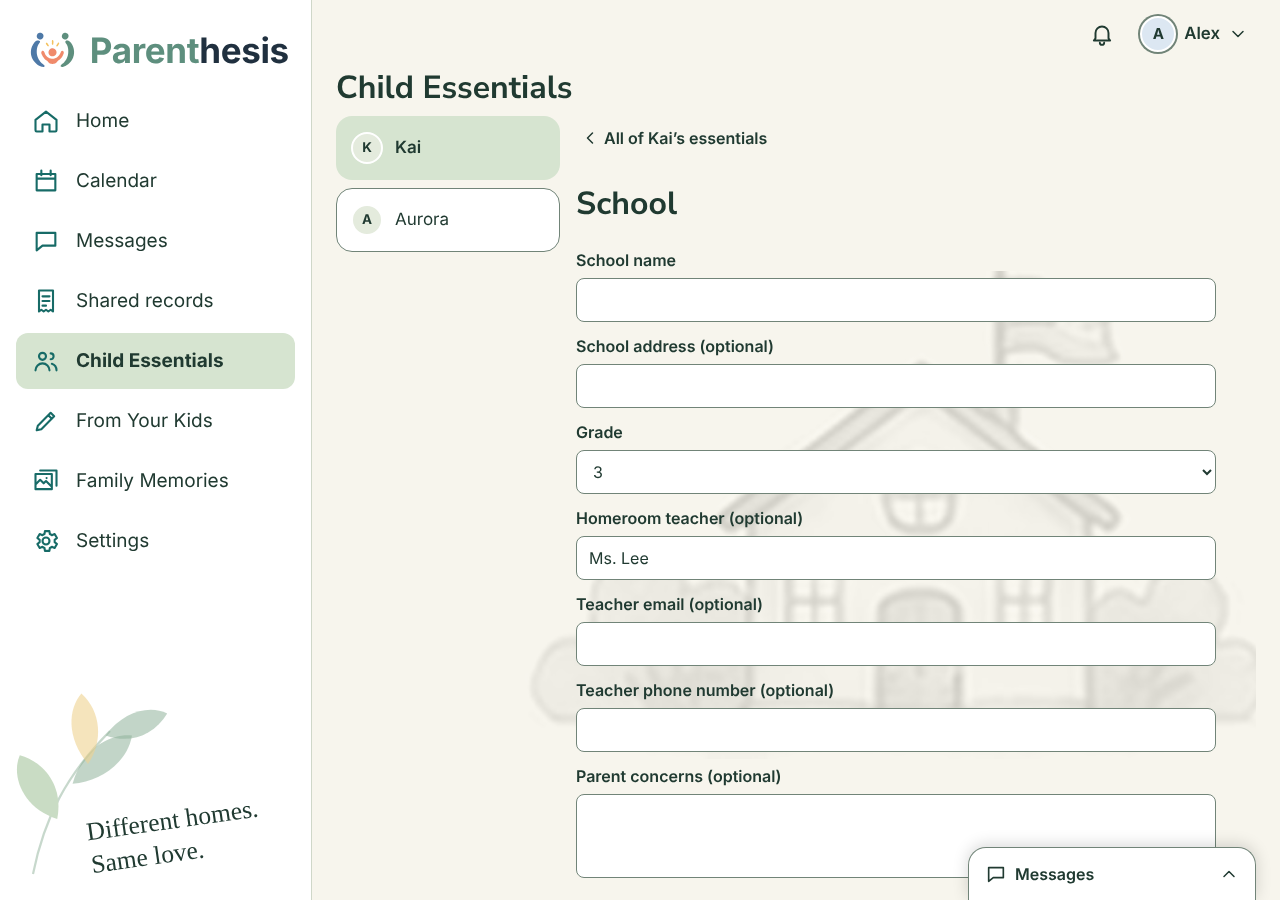 Parenthesis
Home
Calendar
Messages
Shared records
Child Essentials
From Your Kids
Family Memories
Settings
Different homes.
Same love.
A Alex
Child Essentials
K Kai
A Aurora
All of Kai’s essentials
School
School name
School address (optional)
Grade
3
Homeroom teacher (optional)
Ms. Lee
Teacher email (optional)
Teacher phone number (optional)
Parent concerns (optional)
Messages